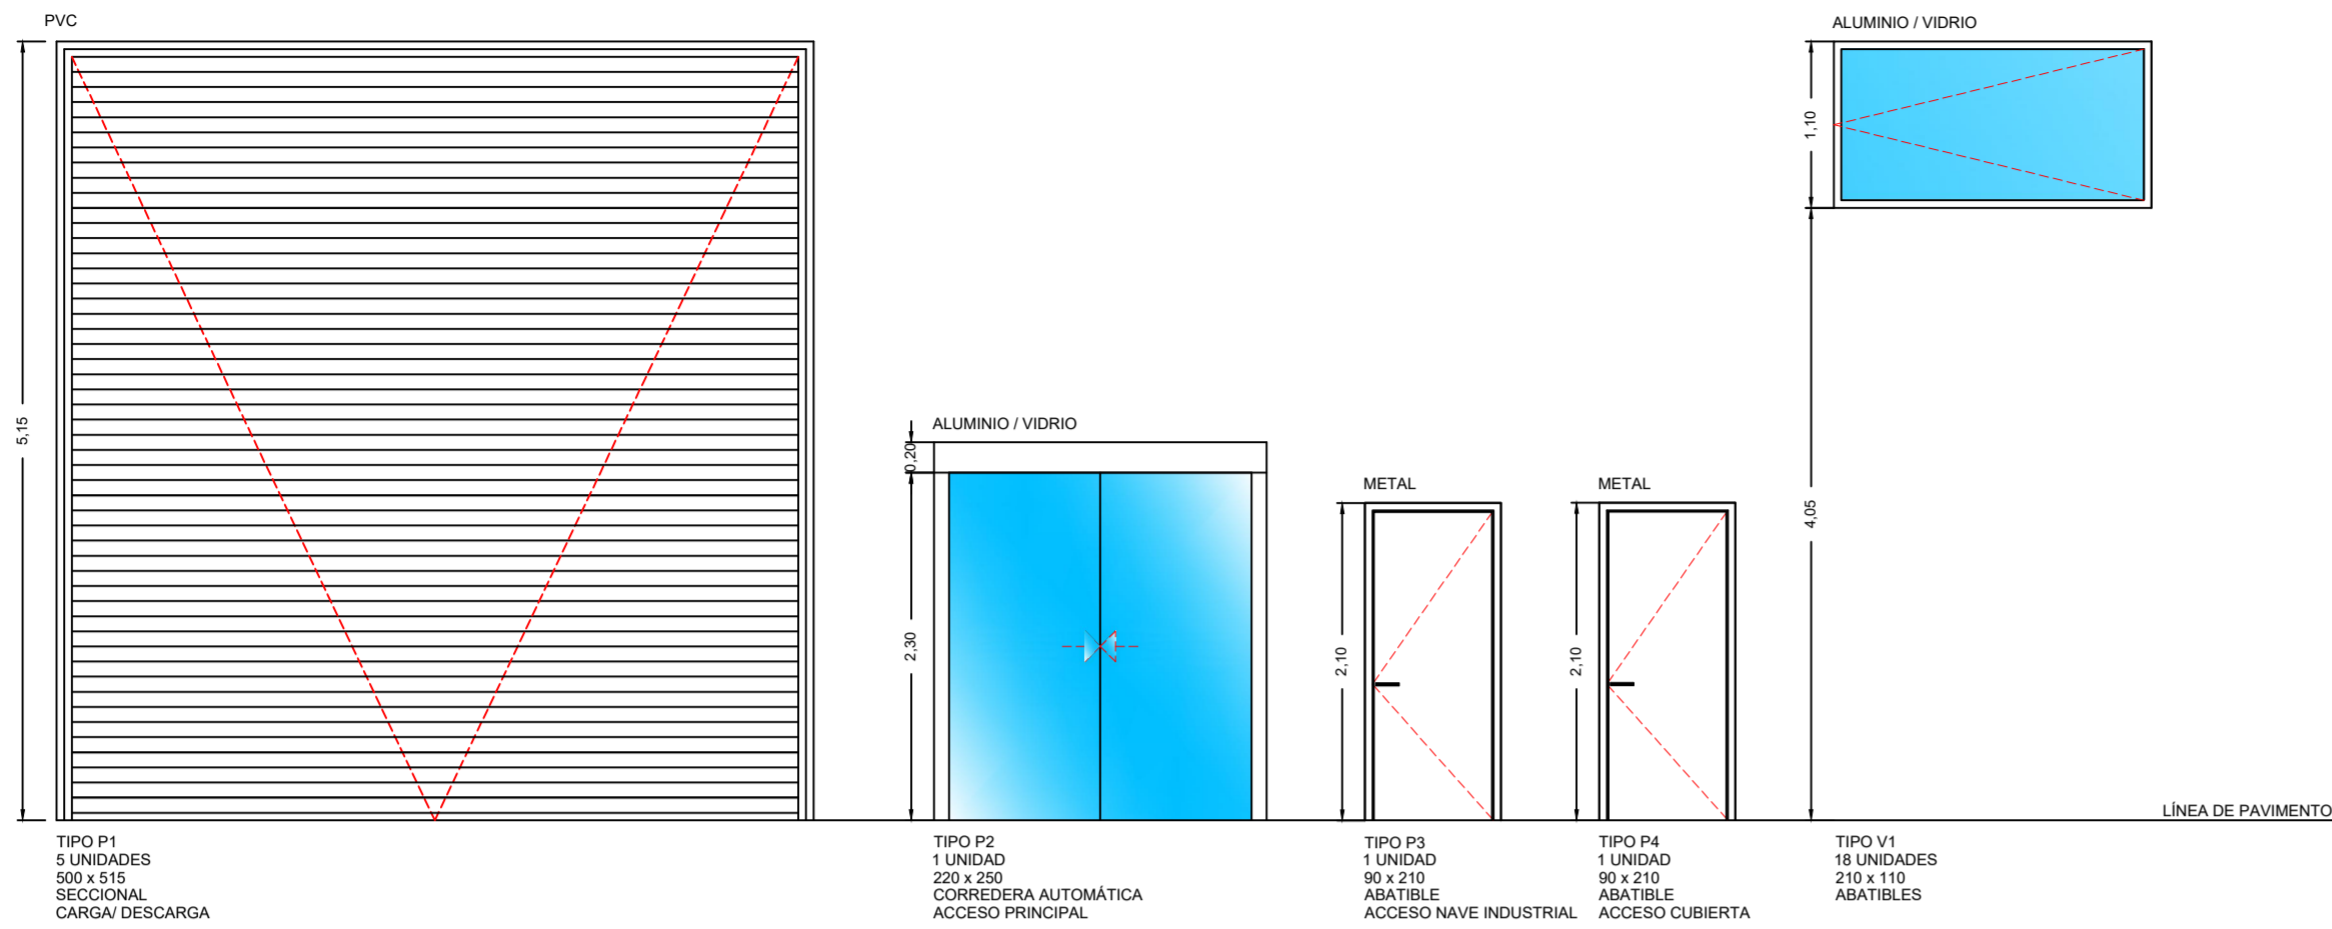 PVC
5,15
TIPO P1
5 UNIDADES
500 x 515
SECCIONAL
CARGA/ DESCARGA
ALUMINIO / VIDRIO
0,20
2,30
TIPO P2
1 UNIDAD
220 x 250
CORREDERA AUTOMÁTICA
ACCESO PRINCIPAL
METAL
2,10
TIPO P3
1 UNIDAD
90 x 210
ABATIBLE
ACCESO NAVE INDUSTRIAL
METAL
2,10
TIPO P4
1 UNIDAD
90 x 210
ABATIBLE
ACCESO CUBIERTA
ALUMINIO / VIDRIO
1,10
4,05
TIPO V1
18 UNIDADES
210 x 110
ABATIBLES
LÍNEA DE PAVIMENTO